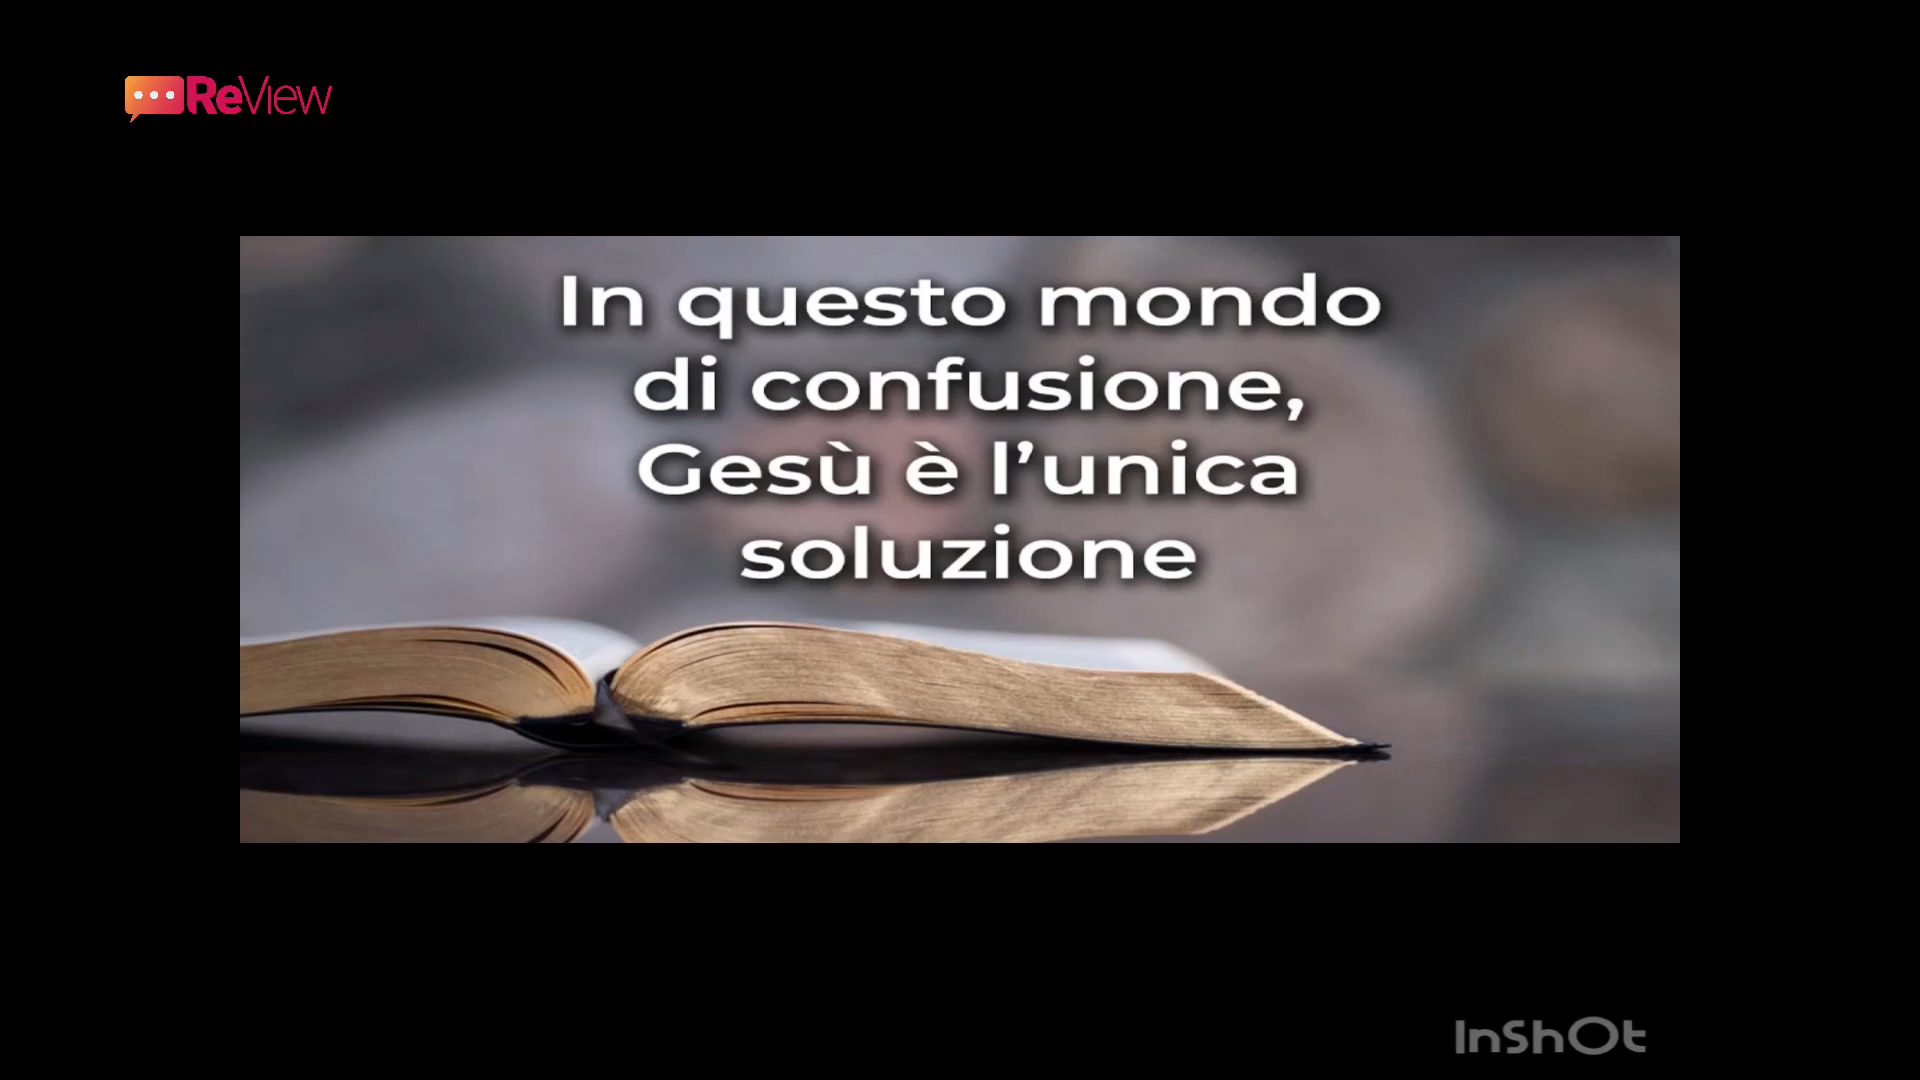 ReView
In questo mondo
di confusione,
Gesù è l’unica
soluzione
InShOt